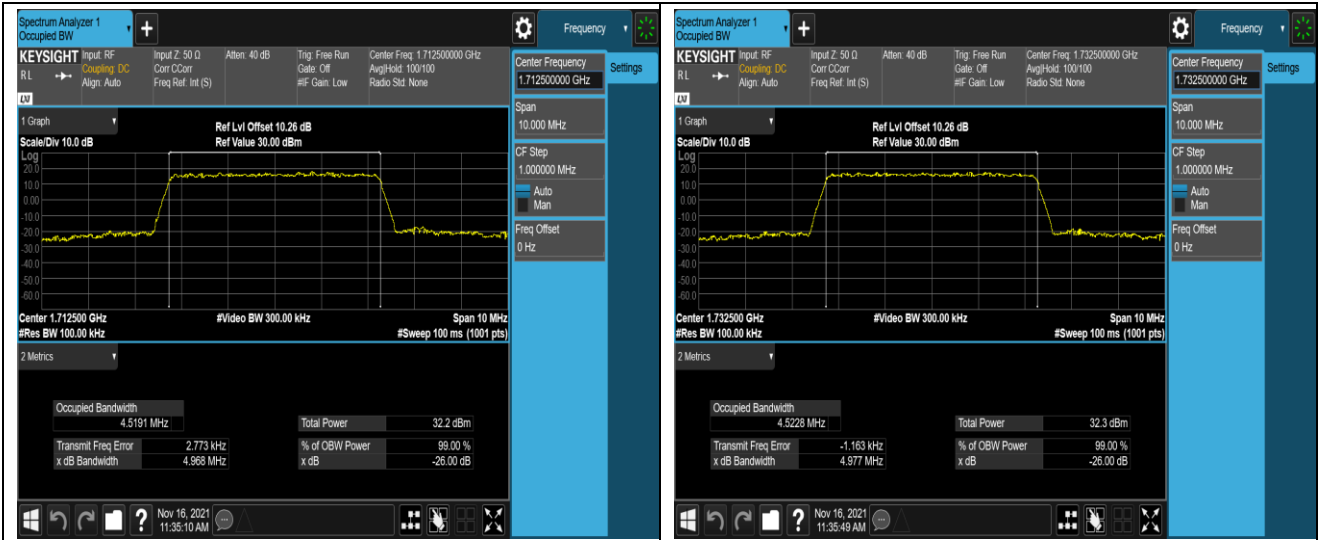 Spectrum Analyzer 1
Occupied BW
Frequency
KEYSIGHT Input: RF Input Z: 50 Ω Atten: 40 dB Trig: Free Run Center Freq: 1.712500000 GHz
Coupling: DC Corr CCorr Gate: Off Avg|Hold: 100/100
RL Align: Auto Freq Ref: Int (S) #IF Gain: Low Radio Std: None
LXI
Center Frequency
1.712500000 GHz
Settings
Span
10.000 MHz
CF Step
1.000000 MHz
Auto
Man
Freq Offset
0 Hz
1 Graph
Ref Lvl Offset 10.26 dB
Scale/Div 10.0 dB Ref Value 30.00 dBm
Log
20.0
10.0
0.00
-10.0
-20.0
-30.0
-40.0
-50.0
-60.0
Center 1.712500 GHz #Video BW 300.00 kHz Span 10 MHz
#Res BW 100.00 kHz #Sweep 100 ms (1001 pts)
2 Metrics
Occupied Bandwidth
4.5191 MHz Total Power 32.2 dBm
Transmit Freq Error 2.773 kHz % of OBW Power 99.00 %
x dB Bandwidth 4.968 MHz x dB -26.00 dB
?
Nov 16, 2021
11:35:10 AM
Spectrum Analyzer 1
Occupied BW
Frequency
KEYSIGHT Input: RF Input Z: 50 Ω Atten: 40 dB Trig: Free Run Center Freq: 1.732500000 GHz
Coupling: DC Corr CCorr Gate: Off Avg|Hold: 100/100
RL Align: Auto Freq Ref: Int (S) #IF Gain: Low Radio Std: None
LXI
Center Frequency
1.732500000 GHz
Settings
Span
10.000 MHz
CF Step
1.000000 MHz
Auto
Man
Freq Offset
0 Hz
1 Graph
Ref Lvl Offset 10.26 dB
Scale/Div 10.0 dB Ref Value 30.00 dBm
Log
20.0
10.0
0.00
-10.0
-20.0
-30.0
-40.0
-50.0
-60.0
Center 1.732500 GHz #Video BW 300.00 kHz Span 10 MHz
#Res BW 100.00 kHz #Sweep 100 ms (1001 pts)
2 Metrics
Occupied Bandwidth
4.5228 MHz Total Power 32.3 dBm
Transmit Freq Error -1.163 kHz % of OBW Power 99.00 %
x dB Bandwidth 4.977 MHz x dB -26.00 dB
?
Nov 16, 2021
11:35:49 AM